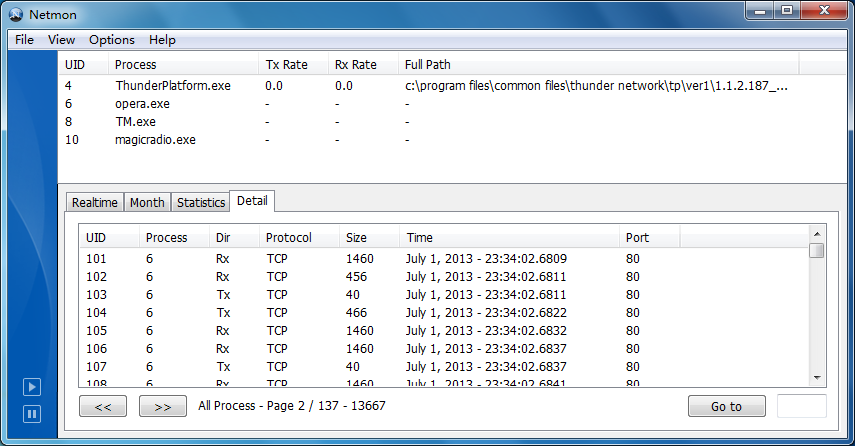 Netmon
File View Options Help
UID Process Tx Rate Rx Rate Full Path
4 ThunderPlatform.exe 0.0 0.0 c:\program files\common files\thunder network\tp\ver1\1.1.2.187_...
6 opera.exe - - -
8 TM.exe - - -
10 magicradio.exe - - -
Realtime Month Statistics Detail
UID Process Dir Protocol Size Time Port
101 6 Rx TCP 1460 July 1, 2013 - 23:34:02.6809 80
102 6 Rx TCP 456 July 1, 2013 - 23:34:02.6811 80
103 6 Tx TCP 40 July 1, 2013 - 23:34:02.6811 80
104 6 Tx TCP 466 July 1, 2013 - 23:34:02.6822 80
105 6 Rx TCP 1460 July 1, 2013 - 23:34:02.6832 80
106 6 Rx TCP 1460 July 1, 2013 - 23:34:02.6837 80
107 6 Tx TCP 40 July 1, 2013 - 23:34:02.6837 80
108 6 Rx TCP 1460 July 1, 2013 - 23:34:02.6841 80
<< >> All Process - Page 2 / 137 - 13667 Go to